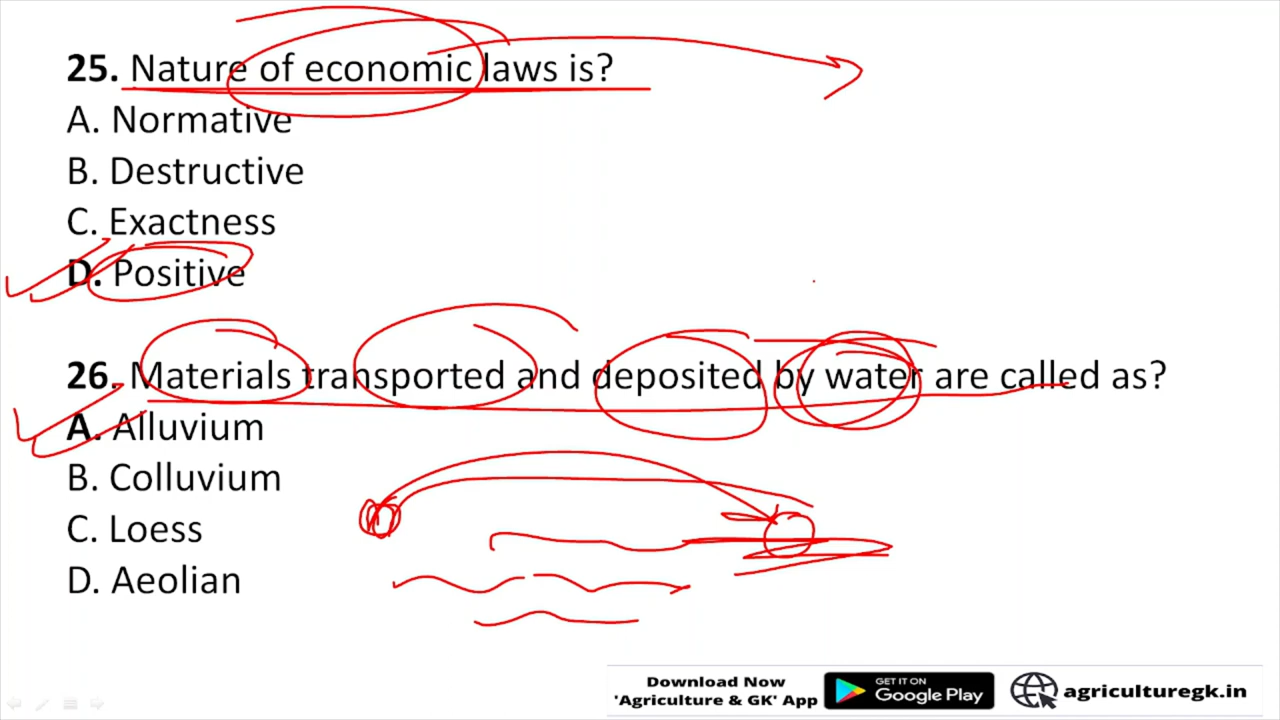 25. Nature of economic laws is?
A. Normative
B. Destructive
C. Exactness
D. Positive
26. Materials transported and deposited by water are called as?
A. Alluvium
B. Colluvium
C. Loess
D. Aeolian
Download Now
'Agriculture & GK' App
GET IT ON
Google Play
agriculturegk.in